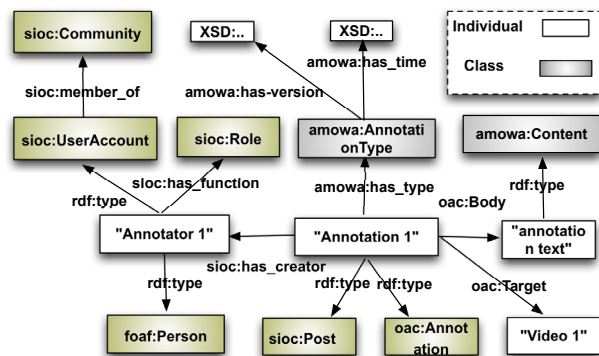 sioc:Community
XSD:..
XSD:..
Individual
Class
amowa:has_time
sioc:member_of
amowa:has-version
sioc:UserAccount
sioc:Role
amowa:Annotati
onType
amowa:Content
sioc:has_function
amowa:has_type
rdf:type
rdf:type
oac:Body
"Annotator 1"
"Annotation 1"
"annotatio
n text"
sioc:has_creator
rdf:type
rdf:type
rdf:type
oac:Target
foaf:Person
sioc:Post
oac:Annot
ation
"Video 1"